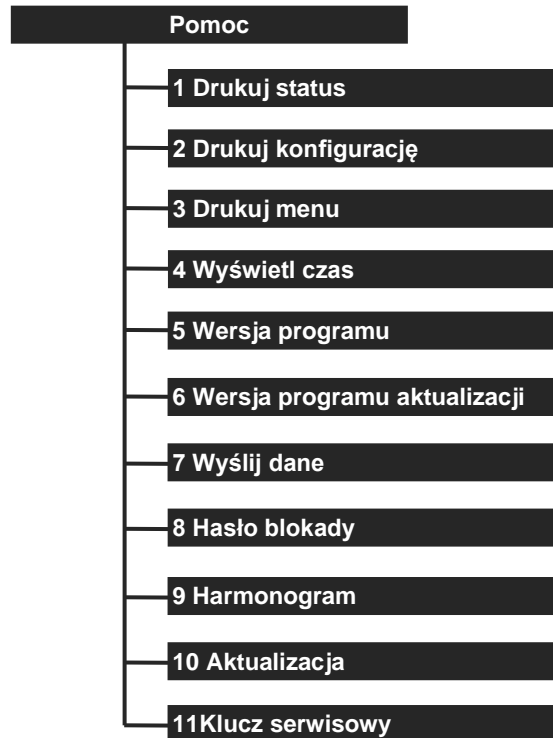 Pomoc
1 Drukuj status
2 Drukuj konfigurację
3 Drukuj menu
4 Wyświetl czas
5 Wersja programu
6 Wersja programu aktualizacji
7 Wyślij dane
8 Hasło blokady
9 Harmonogram
10 Aktualizacja
11Klucz serwisowy